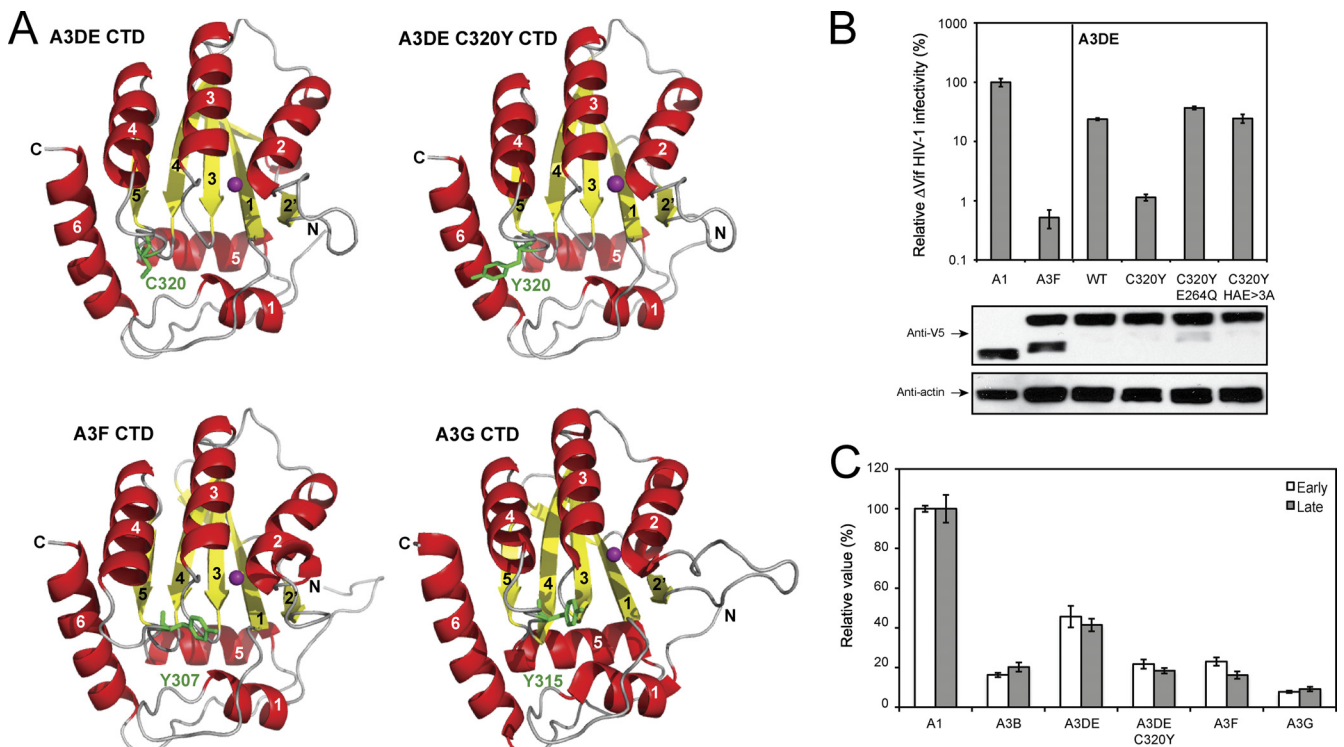 A
A3DE CTD
4
3
2
C
5
4
3
1
2'
N
6
5
C320
1
A3DE C320Y CTD
4
3
2
C
5
4
3
1
2'
N
6
5
Y320
1
A3F CTD
4
3
2
C
5
4
3
1
2'
N
6
5
Y307
1
A3G CTD
4
3
2
C
5
4
3
1
2'
N
6
5
Y315
1
B
A3DE
Relative ΔVif HIV-1 infectivity (%)
1000
100
10
1
0.1
A1 A3F WT C320Y C320Y C320Y
E264Q HAE>3A
Anti-V5
Anti-actin
C
Relative value (%)
120
100
80
60
40
20
0
Early
Late
A1 A3B A3DE A3DE A3F A3G
C320Y